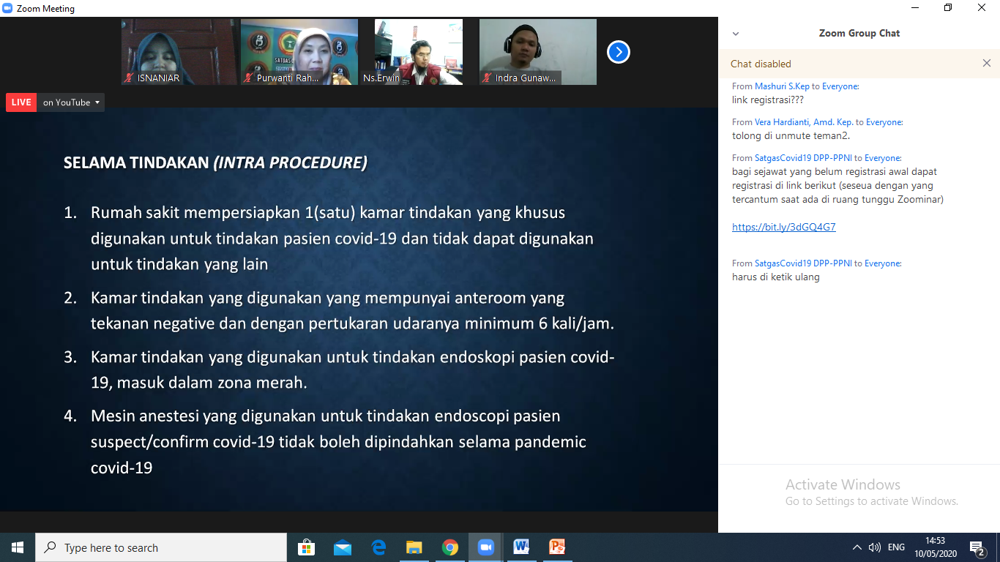 Zoom Meeting
ISNANIAR
Purwanti Rah...
Ns.Erwin
Indra Gunaw...
LIVE on YouTube
SELAMA TINDAKAN (INTRA PROCEDURE)
1. Rumah sakit mempersiapkan 1(satu) kamar tindakan yang khusus
digunakan untuk tindakan pasien covid-19 dan tidak dapat digunakan
untuk tindakan yang lain
2. Kamar tindakan yang digunakan yang mempunyai anteroom yang
tekanan negative dan dengan pertukaran udaranya minimum 6 kali/jam.
3. Kamar tindakan yang digunakan untuk tindakan endoskopi pasien covid-
19, masuk dalam zona merah.
4. Mesin anestesi yang digunakan untuk tindakan endoscopi pasien
suspect/confirm covid-19 tidak boleh dipindahkan selama pandemic
covid-19
Zoom Group Chat
Chat disabled
From Mashuri S.Kep to Everyone:
link registrasi???
From Vera Hardianti, Amd. Kep. to Everyone:
tolong di unmute teman2.
From SatgasCovid19 DPP-PPNI to Everyone:
bagi sejawat yang belum registrasi awal dapat
registrasi di link berikut (seseua dengan yang
tercantum saat ada di ruang tunggu Zoominar)
https://bit.ly/3dGQ4G7
From SatgasCovid19 DPP-PPNI to Everyone:
harus di ketik ulang
Activate Windows
Go to Settings to activate Windows.
Type here to search
ENG
14:53
10/05/2020
2